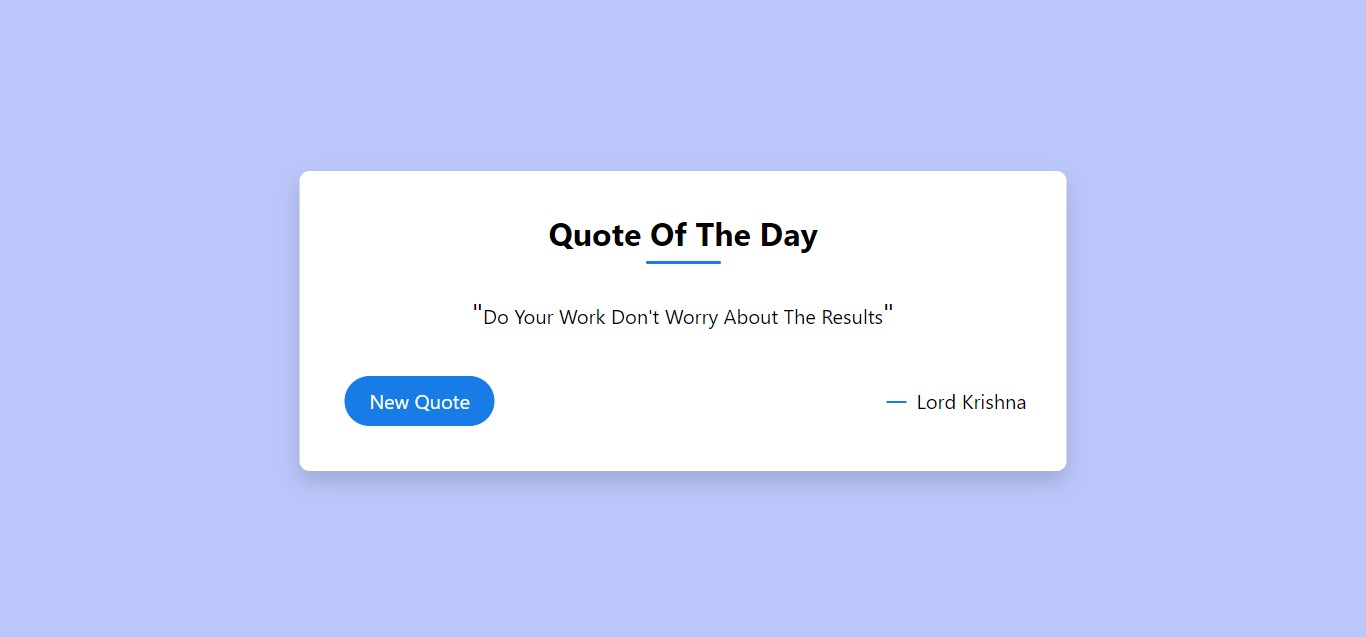 Quote Of The Day
"Do Your Work Don't Worry About The Results"
New Quote
— Lord Krishna